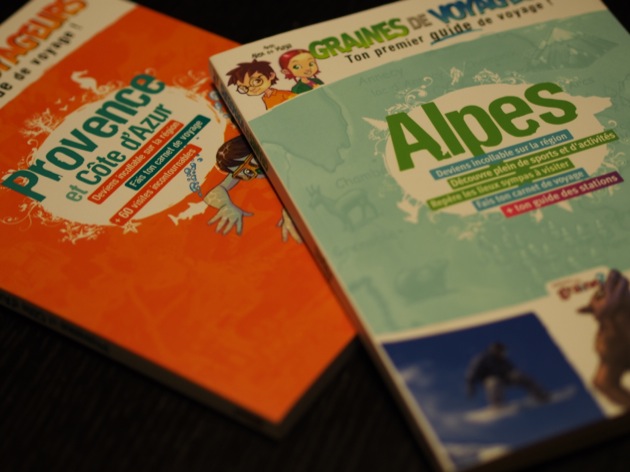 YAGEURS
de voyage !
Provence
et Côte d'Azur
Deviens incollable sur la région
Fais ton carnet de voyage
+ 60 visites incontournables
GRAINES DE VOYAGE
Ton premier guide de voyage !
Alpes
Deviens incollable sur la région
Découvre plein de sports et d'activités
Repère les lieux sympas à visiter
Fais ton carnet de voyage
+ ton guide des stations